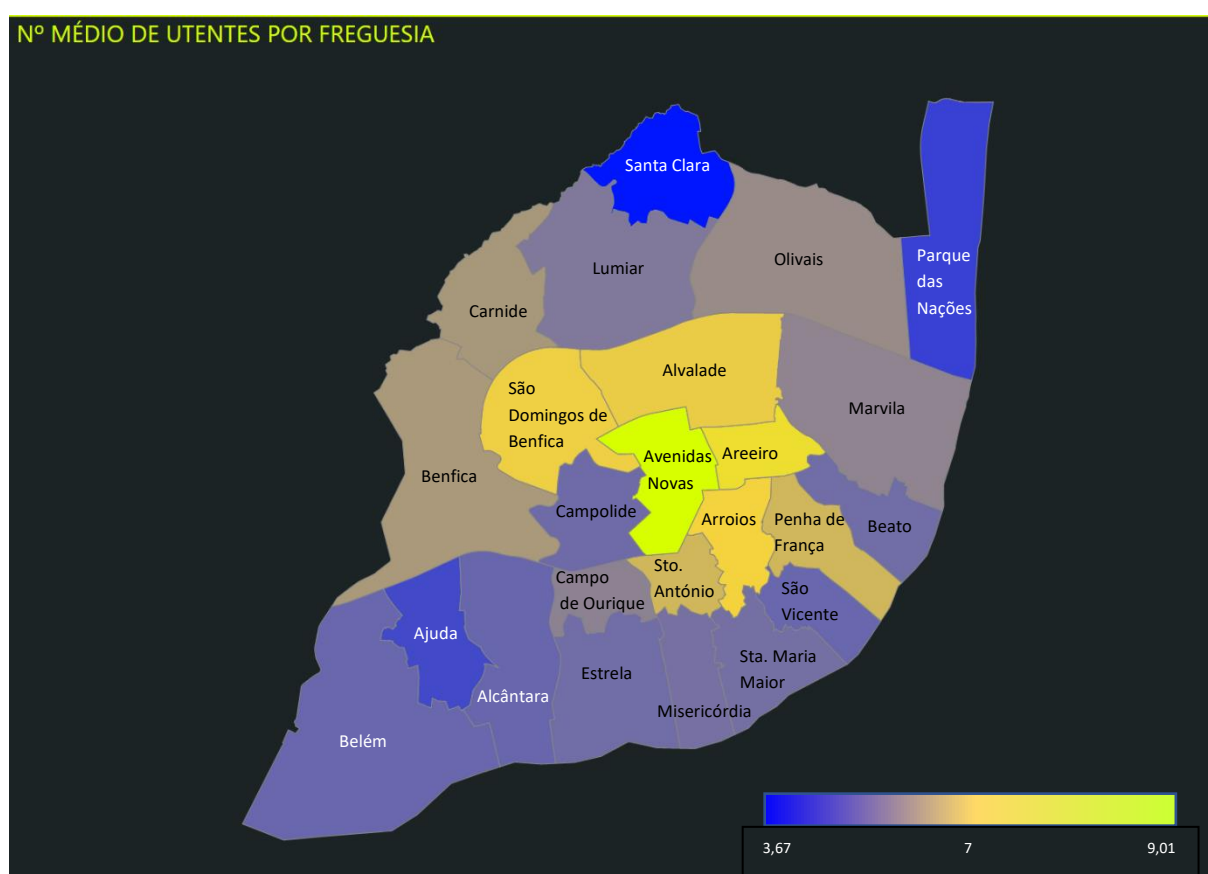 Nº MÉDIO DE UTENTES POR FREGUESIA
Santa Clara
Lumiar
Olivais
Parque
das
Nações
Carnide
Alvalade
São
Domingos de
Benfica
Marvila
Avenidas
Novas
Areeiro
Benfica
Campolide
Arroios
Penha de
França
Beato
Campo
de Ourique
Sto.
António
São
Vicente
Ajuda
Alcântara
Estrela
Sta. Maria
Maior
Misericórdia
Belém
3,67
7
9,01